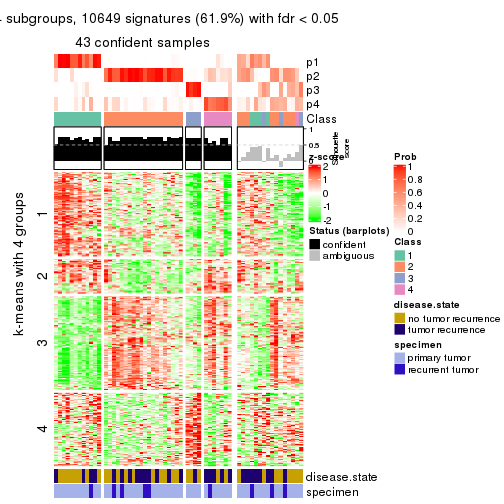 subgroups, 10649 signatures (61.9%) with fdr < 0.05
43 confident samples
p1
p2
p3
p4
Class
1
0.5
0
Silhouette
score
k-means with 4 groups
1
2
3
4
z-score
2
1
0
-1
-2
Status (barplots)
confident
ambiguous
Prob
1
0.8
0.6
0.4
0.2
0
Class
1
2
3
4
disease.state
no tumor recurrence
tumor recurrence
specimen
primary tumor
recurrent tumor
disease.state
specimen